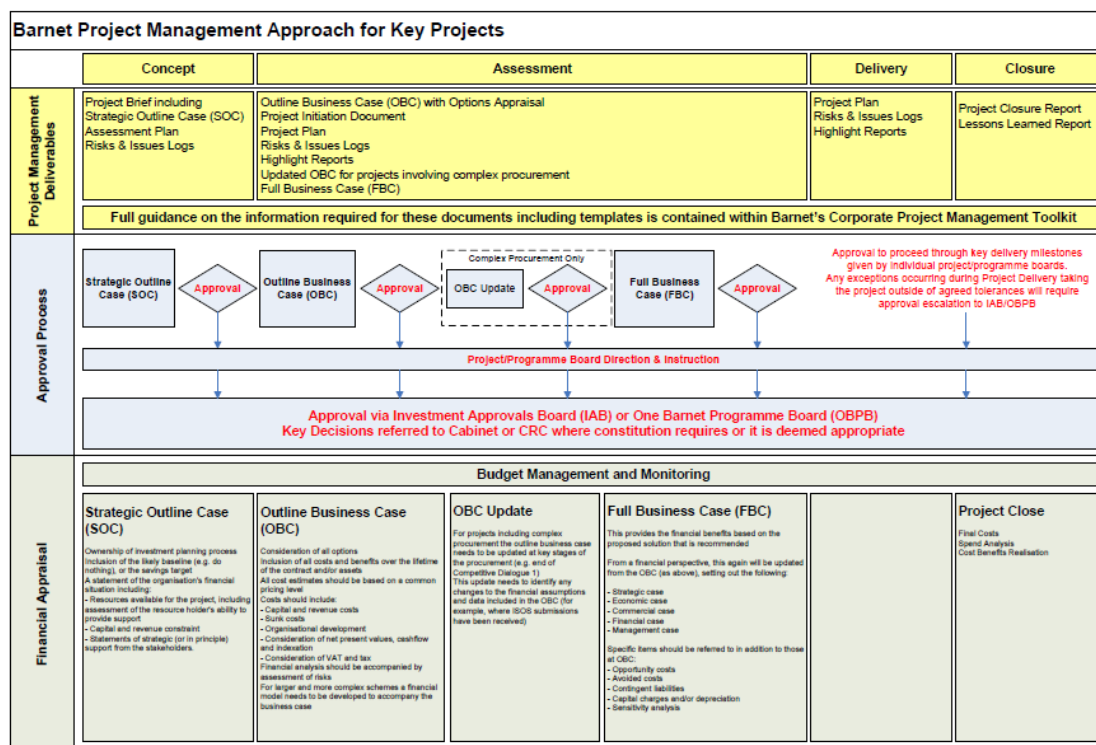 Barnet Project Management Approach for Key Projects
Concept
Assessment
Delivery
Closure
Project Management
Deliverables
Project Brief including
Strategic Outline Case (SOC)
Assessment Plan
Risks & Issues Logs
Outline Business Case (OBC) with Options Appraisal
Project Initiation Document
Project Plan
Risks & Issues Logs
Highlight Reports
Updated OBC for projects involving complex procurement
Full Business Case (FBC)
Project Plan
Risks & Issues Logs
Highlight Reports
Project Closure Report
Lessons Learned Report
Full guidance on the information required for these documents including templates is contained within Barnet's Corporate Project Management Toolkit
Approval Process
Strategic Outline
Case (SOC)
Approval
Outline Business
Case (OBC)
Approval
Complex Procurement Only
OBC Update
Approval
Full Business
Case (FBC)
Approval
Approval to proceed through key delivery milestones
given by individual project/programme boards.
Any exceptions occurring during Project Delivery taking
the project outside of agreed tolerances will require
approval escalation to IAB/OBPB
Project/Programme Board Direction & Instruction
Approval via Investment Approvals Board (IAB) or One Barnet Programme Board (OBPB)
Key Decisions referred to Cabinet or CRC where constitution requires or it is deemed appropriate
Financial Appraisal
Budget Management and Monitoring
Strategic Outline Case
(SOC)
Ownership of investment planning process
Inclusion of the likely baseline (e.g. do
nothing), or the savings target
A statement of the organisation's financial
situation including:
- Resources available for the project, including
assessment of the resource holder's ability to
provide support
- Capital and revenue constraint
- Statements of strategic (or in principle)
support from the stakeholders.
Outline Business Case
(OBC)
Consideration of all options
Inclusion of all costs and benefits over the lifetime
of the contract and/or assets
All cost estimates should be based on a common
pricing level
Costs should include:
- Capital and revenue costs
- Sunk costs
- Organisational development
- Consideration of net present values, cashflow
and indexation
- Consideration of VAT and tax
Financial analysis should be accompanied by
assessment of risks
For larger and more complex schemes a financial
model needs to be developed to accompany the
business case
OBC Update
For projects including complex
procurement the outline business case
needs to be updated at key stages of
the procurement (e.g. end of
Competitive Dialogue 1)
This update needs to identify any
changes to the financial assumptions
and data included in the OBC (for
example, where ISOS submissions
have been received)
Full Business Case (FBC)
This provides the financial benefits based on the
proposed solution that is recommended
From a financial perspective, this again will be updated
from the OBC (as above), setting out the following:
- Strategic case
- Economic case
- Commercial case
- Financial case
- Management case
Specific items should be referred to in addition to those
at OBC:
- Opportunity costs
- Avoided costs
- Contingent liabilities
- Capital charges and/or depreciation
- Sensitivity analysis
Project Close
Final Costs
Spend Analysis
Cost Benefits Realisation